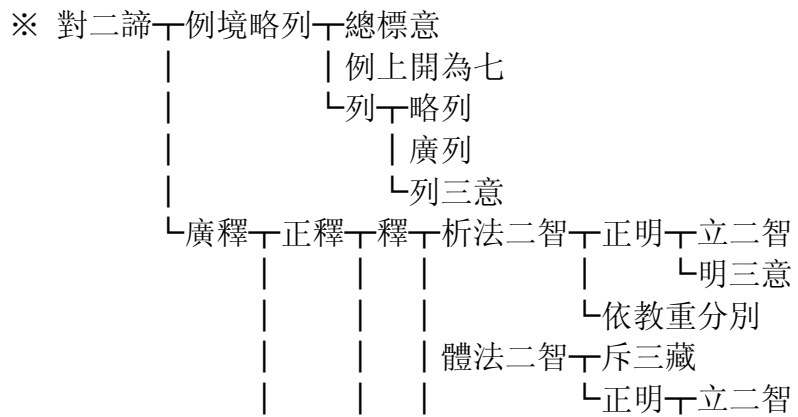 ※ 對二諦┬例境略列┬總標意
│ │例上開為七
│ └列┬略列
│ │廣列
│ └列三意
└廣釋┬正釋┬釋┬析法二智┬正明┬立二智
│ │ │ │ └明三意
│ │ │ └依教重分別
│ │ │體法二智┬斥三藏
│ │ │ └正明┬立二智